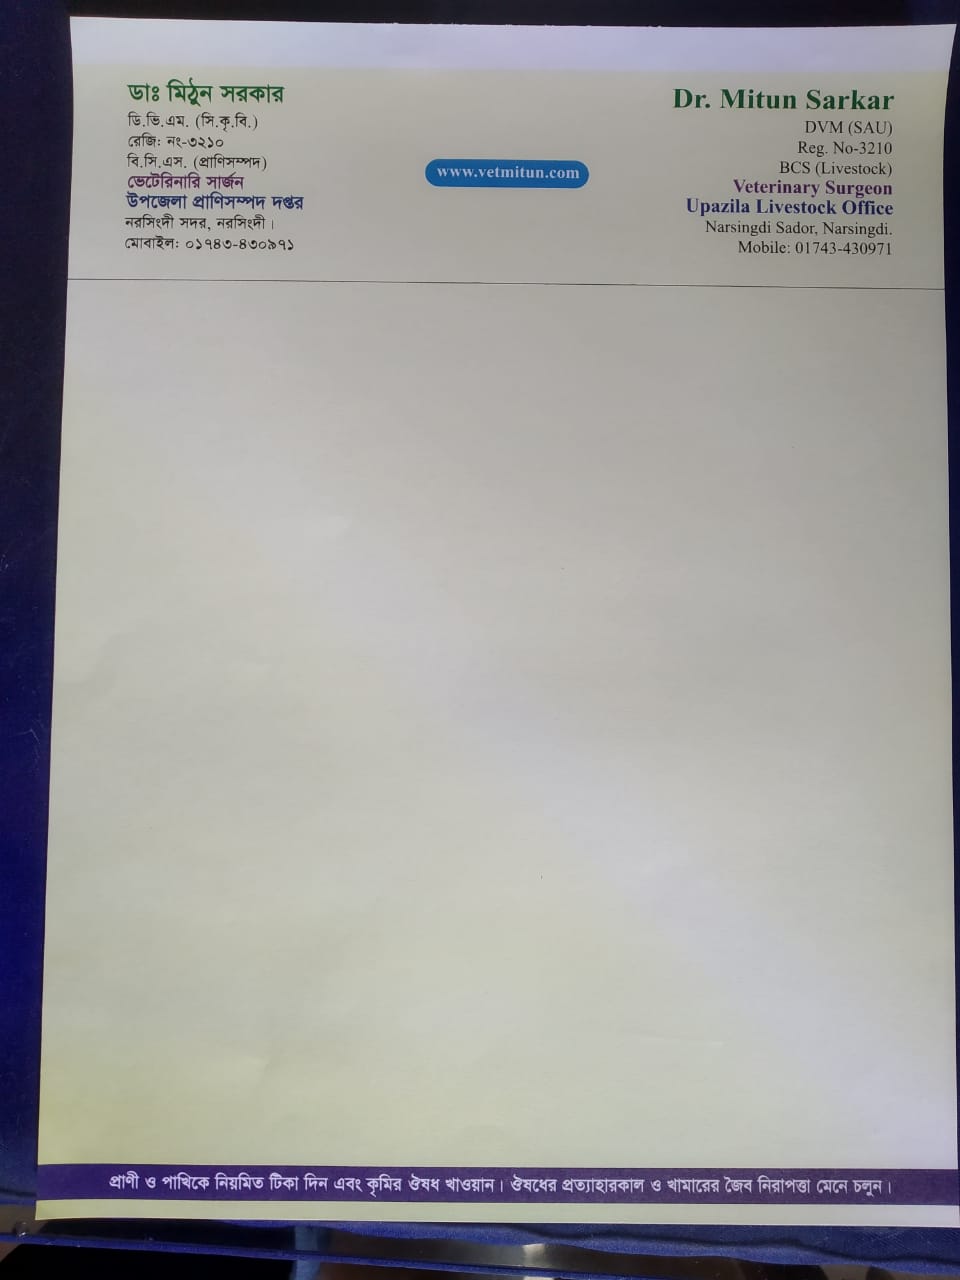 ডাঃ মিঠুন সরকার
ডি.ভি.এম. (সি.কৃ.বি.)
রেজি: নং-৩২১০
বি.সি.এস. (প্রাণিসম্পদ)
ভেটেরিনারি সার্জন
উপজেলা প্রাণিসম্পদ দপ্তর
নরসিংদী সদর, নরসিংদী।
মোবাইল: ০১৭৪৩-৪৩০৯৭১
www.vetmitun.com
Dr. Mitun Sarkar
DVM (SAU)
Reg. No-3210
BCS (Livestock)
Veterinary Surgeon
Upazila Livestock Office
Narsingdi Sador, Narsingdi.
Mobile: 01743-430971
প্রাণী ও পাখিকে নিয়মিত টিকা দিন এবং কৃমির ঔষধ খাওয়ান। ঔষধের প্রত্যাহারকাল ও খামারের জৈব নিরাপত্তা মেনে চলুন।